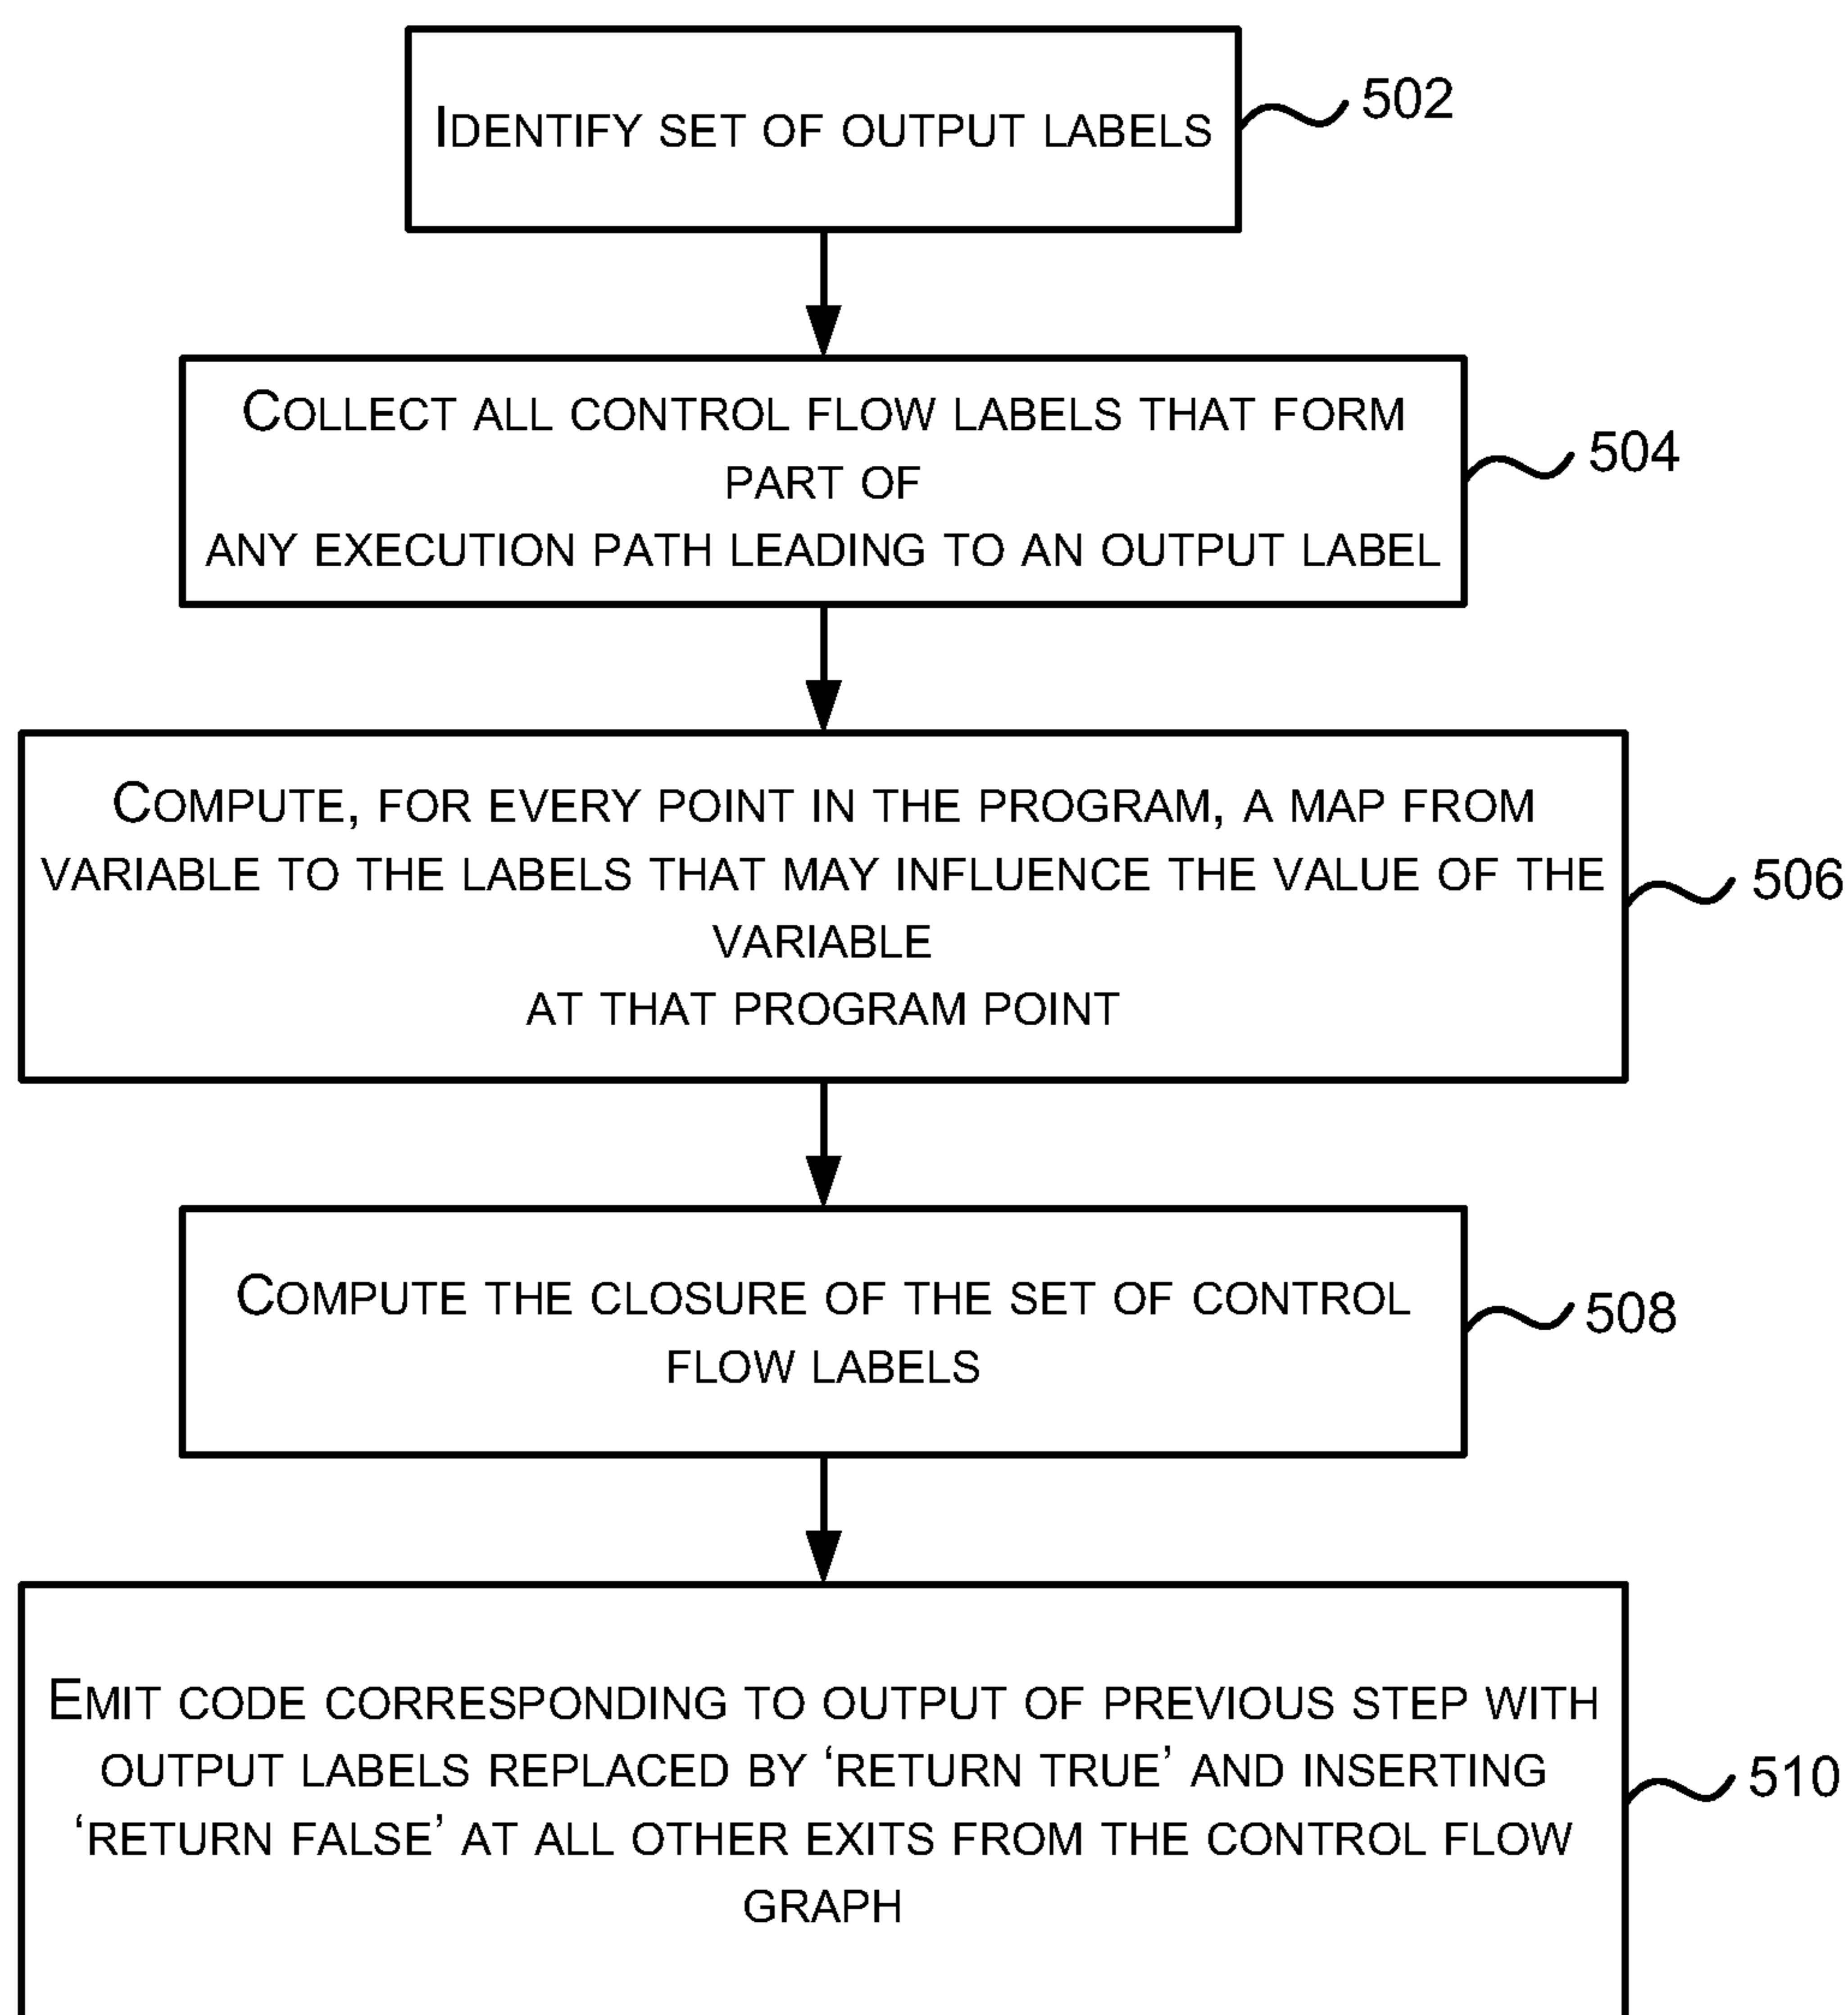 IDENTIFY SET OF OUTPUT LABELS
502
COLLECT ALL CONTROL FLOW LABELS THAT FORM
PART OF
ANY EXECUTION PATH LEADING TO AN OUTPUT LABEL
504
COMPUTE, FOR EVERY POINT IN THE PROGRAM, A MAP FROM
VARIABLE TO THE LABELS THAT MAY INFLUENCE THE VALUE OF THE
VARIABLE
AT THAT PROGRAM POINT
506
COMPUTE THE CLOSURE OF THE SET OF CONTROL
FLOW LABELS
508
EMIT CODE CORRESPONDING TO OUTPUT OF PREVIOUS STEP WITH
OUTPUT LABELS REPLACED BY ‘RETURN TRUE’ AND INSERTING
‘RETURN FALSE’ AT ALL OTHER EXITS FROM THE CONTROL FLOW
GRAPH
510